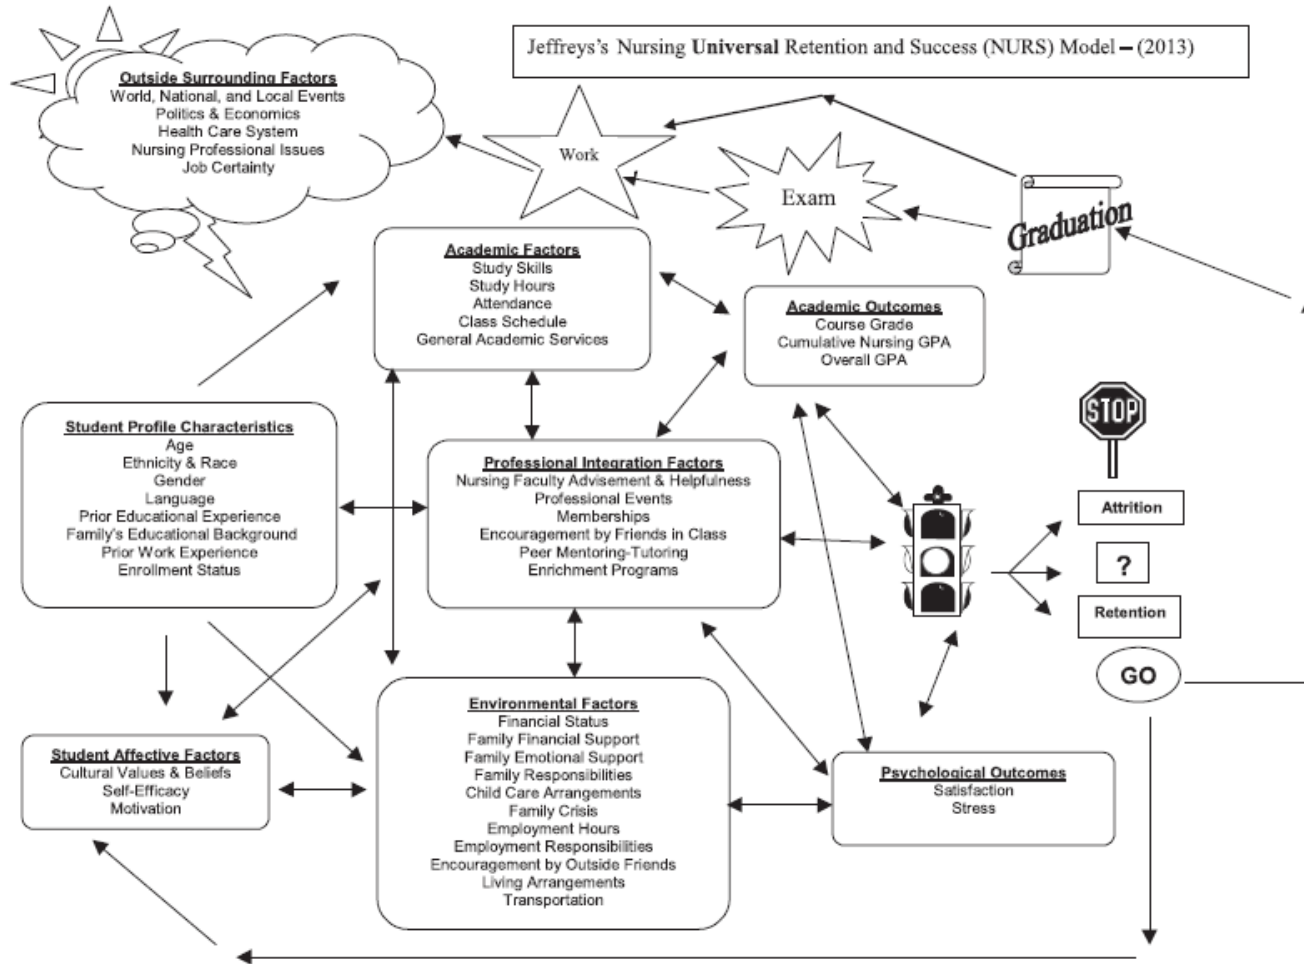 Jeffreys's Nursing Universal Retention and Success (NURS) Model – (2013)
Outside Surrounding Factors
World, National, and Local Events
Politics & Economics
Health Care System
Nursing Professional Issues
Job Certainty
Work
Exam
Graduation
Academic Factors
Study Skills
Study Hours
Attendance
Class Schedule
General Academic Services
Academic Outcomes
Course Grade
Cumulative Nursing GPA
Overall GPA
Student Profile Characteristics
Age
Ethnicity & Race
Gender
Language
Prior Educational Experience
Family's Educational Background
Prior Work Experience
Enrollment Status
Professional Integration Factors
Nursing Faculty Advisement & Helpfulness
Professional Events
Memberships
Encouragement by Friends in Class
Peer Mentoring-Tutoring
Enrichment Programs
STOP
Attrition
?
Retention
GO
Student Affective Factors
Cultural Values & Beliefs
Self-Efficacy
Motivation
Environmental Factors
Financial Status
Family Financial Support
Family Emotional Support
Family Responsibilities
Child Care Arrangements
Family Crisis
Employment Hours
Employment Responsibilities
Encouragement by Outside Friends
Living Arrangements
Transportation
Psychological Outcomes
Satisfaction
Stress